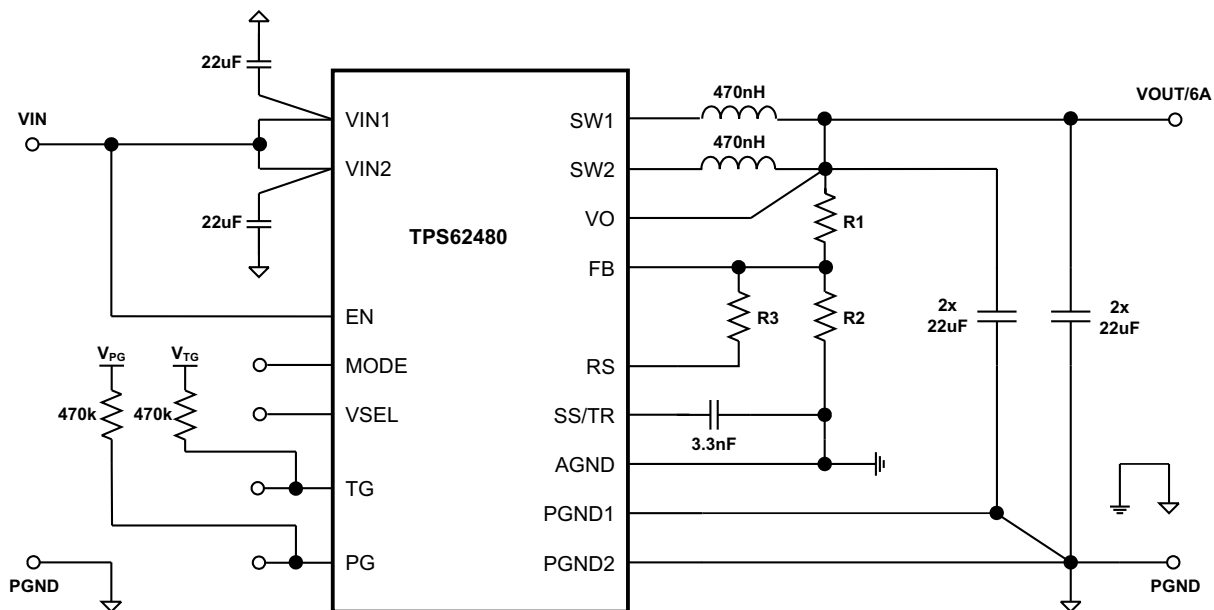 22uF
VIN
VIN1
VIN2
22uF
TPS62480
EN
MODE
VSEL
TG
PG
VPG
VTG
470k
470k
PGND
SW1
SW2
VO
FB
RS
SS/TR
AGND
PGND1
PGND2
470nH
470nH
VOUT/6A
R1
R3
R2
2x
22uF
2x
22uF
3.3nF
PGND